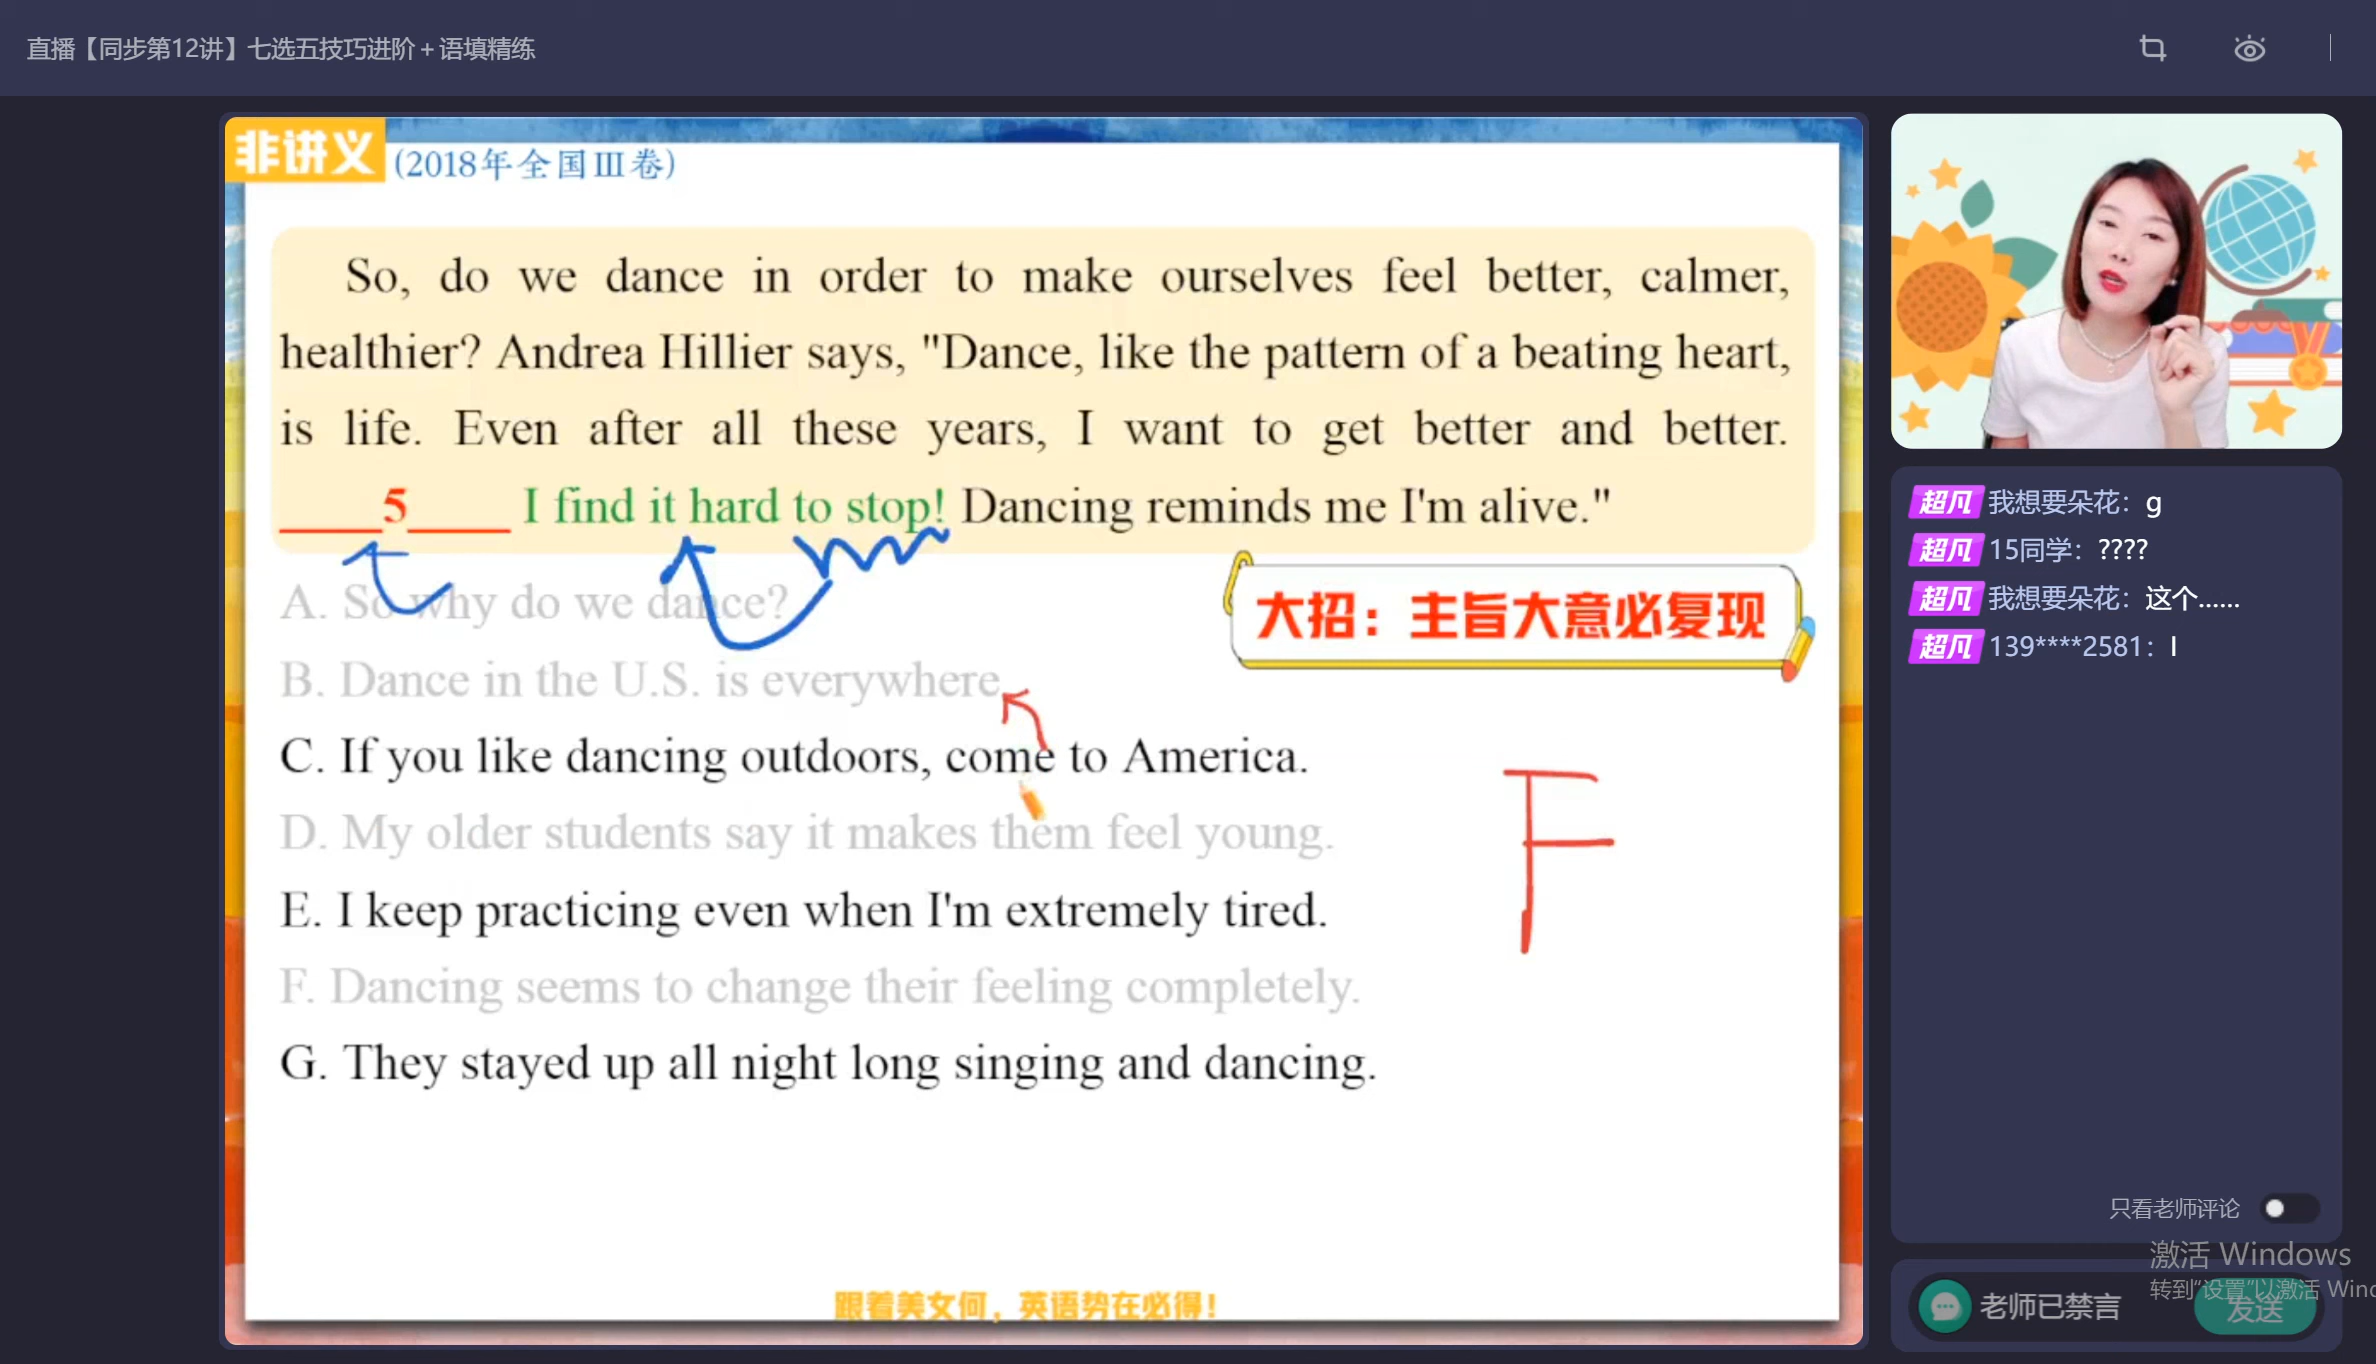 直播【同步第12讲】七选五技巧进阶＋语填精练
非讲义
(2018年全国Ⅲ卷)
So, do we dance in order to make ourselves feel better, calmer,
healthier? Andrea Hillier says, "Dance, like the pattern of a beating heart,
is life. Even after all these years, I want to get better and better.
____5____ I find it hard to stop! Dancing reminds me I'm alive."
A. So why do we dance?
大招：主旨大意必复现
B. Dance in the U.S. is everywhere.
C. If you like dancing outdoors, come to America.
D. My older students say it makes them feel young.
E. I keep practicing even when I'm extremely tired.
F
F. Dancing seems to change their feeling completely.
G. They stayed up all night long singing and dancing.
跟着美女何，英语势在必得！
超凡 我想要朵花：g
超凡 15同学：????
超凡 我想要朵花：这个......
超凡 139****2581：l
只看老师评论
激活 Windows
转到“设置”以激活 Winc
老师已禁言
发送